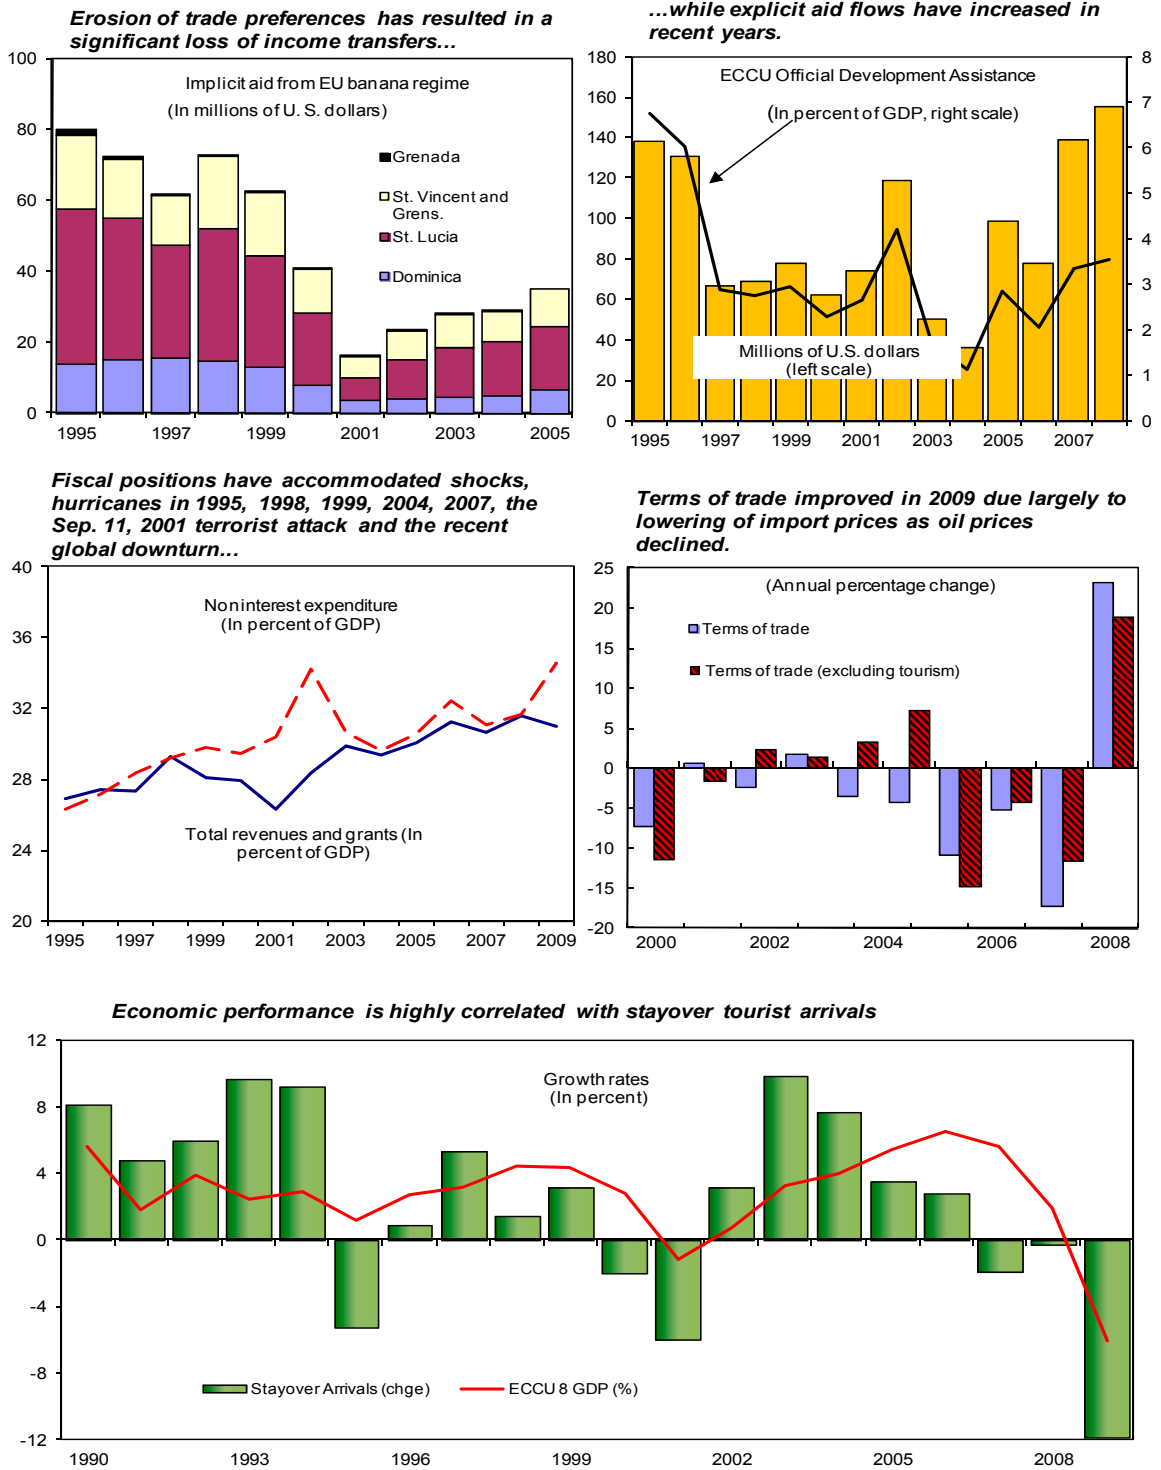 Erosion of trade preferences has resulted in a
significant loss of income transfers...
100
80
60
40
20
0
Implicit aid from EU banana regime
(In millions of U. S. dollars)
Grenada
St. Vincent and
Grens.
St. Lucia
Dominica
1995
1997
1999
2001
2003
2005
...while explicit aid flows have increased in
recent years.
180
160
140
120
100
80
60
40
20
0
ECCU Official Development Assistance
(In percent of GDP, right scale)
Millions of U.S. dollars
(left scale)
8
7
6
5
4
3
2
1
0
1995
1997
1999
2001
2003
2005
2007
Fiscal positions have accommodated shocks,
hurricanes in 1995, 1998, 1999, 2004, 2007, the
Sep. 11, 2001 terrorist attack and the recent
global downturn...
40
36
32
28
24
20
Noninterest expenditure
(In percent of GDP)
Total revenues and grants (In
percent of GDP)
1995
1997
1999
2001
2003
2005
2007
2009
Terms of trade improved in 2009 due largely to
lowering of import prices as oil prices
declined.
25
20
15
10
5
0
-5
-10
-15
-20
(Annual percentage change)
Terms of trade
Terms of trade (excluding tourism)
2000
2002
2004
2006
2008
Economic performance is highly correlated with stayover tourist arrivals
12
8
4
0
-4
-8
-12
Growth rates
(In percent)
Stayover Arrivals (chge)
ECCU 8 GDP (%)
1990
1993
1996
1999
2002
2005
2008